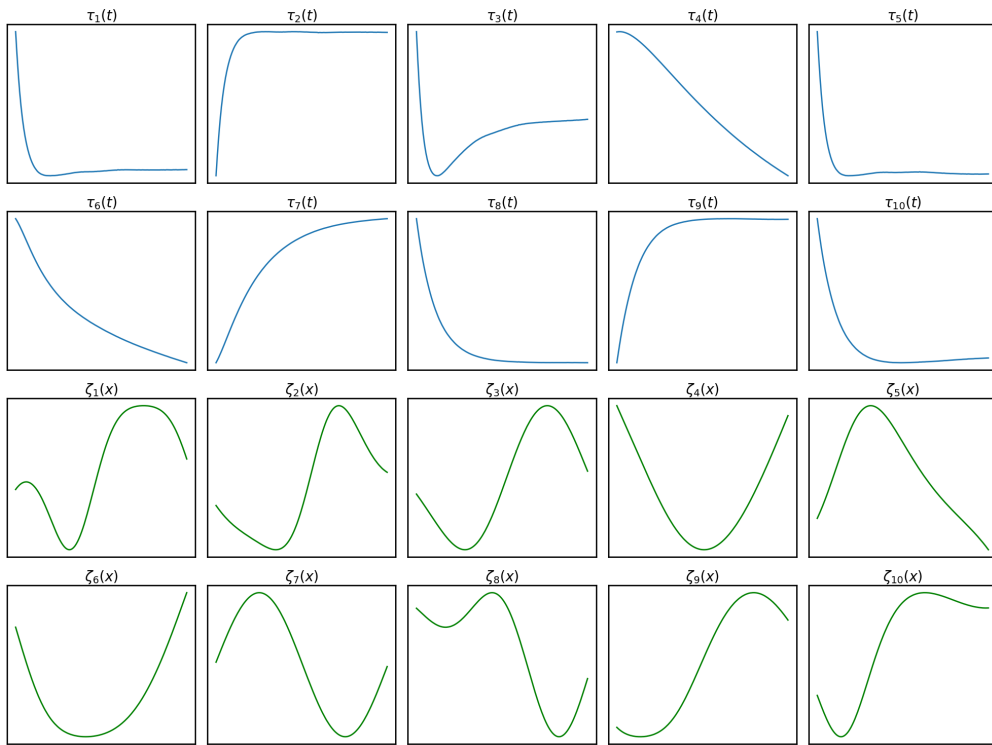 τ₁(t) τ₂(t) τ₃(t) τ₄(t) τ₅(t)
τ₆(t) τ₇(t) τ₈(t) τ₉(t) τ₁₀(t)
ζ₁(x) ζ₂(x) ζ₃(x) ζ₄(x) ζ₅(x)
ζ₆(x) ζ₇(x) ζ₈(x) ζ₉(x) ζ₁₀(x)